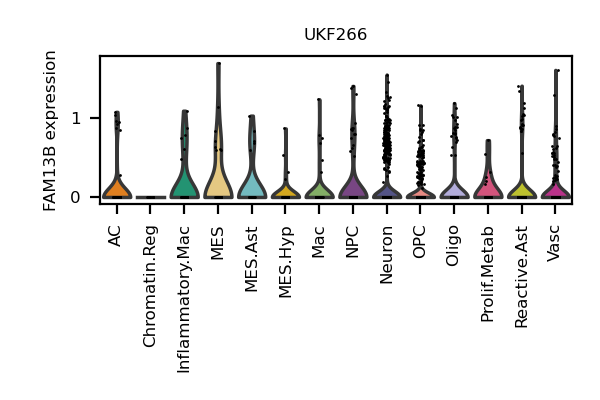 UKF266
FAM13B expression
1
0
AC
Chromatin.Reg
Inflammatory.Mac
MES
MES.Ast
MES.Hyp
Mac
NPC
Neuron
OPC
Oligo
Prolif.Metab
Reactive.Ast
Vasc